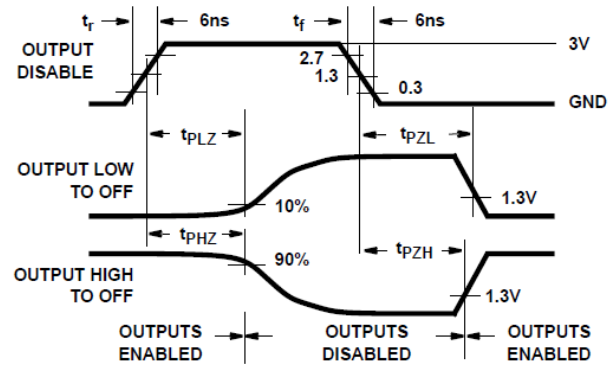 tr 6ns tf 6ns
OUTPUT
DISABLE
3V
2.7
1.3
0.3
GND
tPLZ tPZL
OUTPUT LOW
TO OFF
10%
1.3V
tPHZ tPZH
OUTPUT HIGH
TO OFF
90%
1.3V
OUTPUTS
ENABLED
OUTPUTS
DISABLED
OUTPUTS
ENABLED